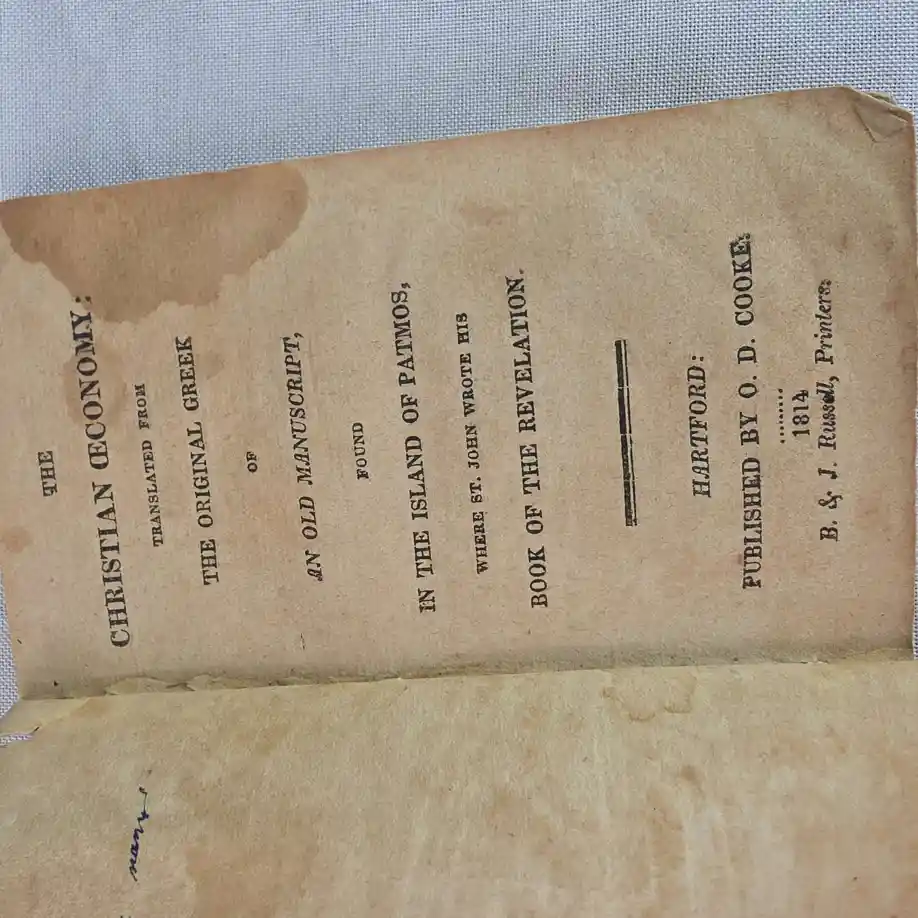 THE
CHRISTIAN ŒCONOMY:
TRANSLATED FROM
THE ORIGINAL GREEK
OF
AN OLD MANUSCRIPT,
FOUND
IN THE ISLAND OF PATMOS,
WHERE ST. JOHN WROTE HIS
BOOK OF THE REVELATION.
HARTFORD:
PUBLISHED BY O. D. COOKE.
1814
B. & J. Russell, Printers.